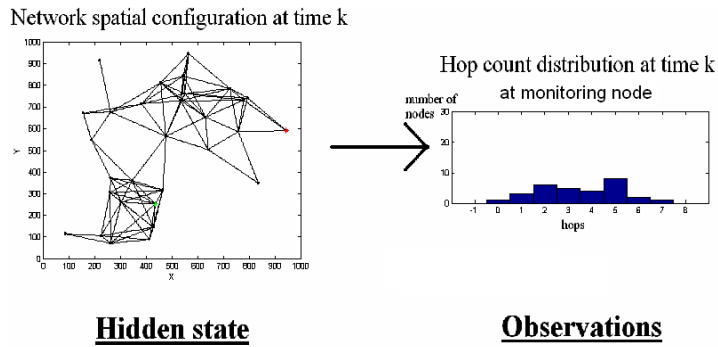 Network spatial configuration at time k
Hop count distribution at time k
at monitoring node
number of
nodes
1000
900
800
700
600
500
400
300
200
100
0
Y
0 100 200 300 400 500 600 700 800 900 1000
X
30
20
10
0
-1 0 1 2 3 4 5 6 7 8
hops
Hidden state
Observations